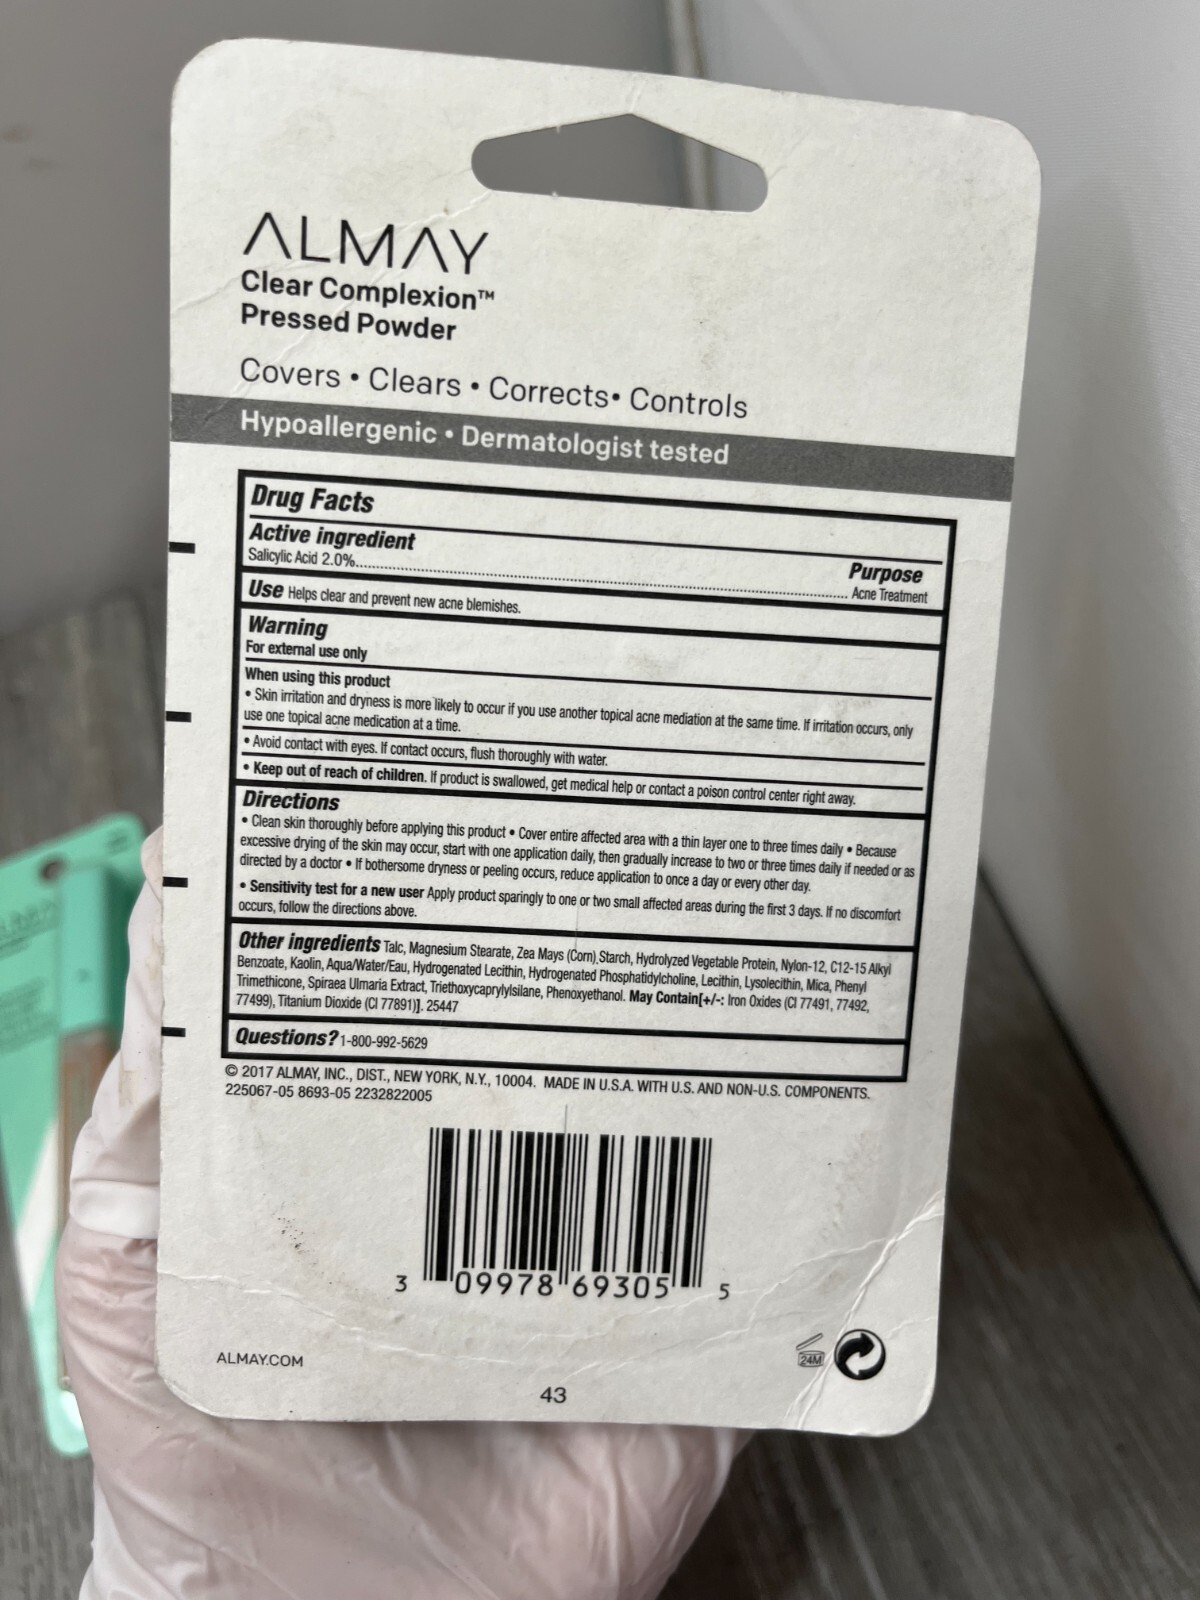 ALMAY
Clear Complexion™
Pressed Powder
Covers • Clears • Corrects• Controls
Hypoallergenic • Dermatologist tested
Drug Facts
Active ingredient
Purpose
Salicylic Acid 2.0%.......... Acne Treatment
Use Helps clear and prevent new acne blemishes.
Warning
For external use only
When using this product
• Skin irritation and dryness is more likely to occur if you use another topical acne mediation at the same time. If irritation occurs, only
use one topical acne medication at a time.
• Avoid contact with eyes. If contact occurs, flush thoroughly with water.
• Keep out of reach of children. If product is swallowed, get medical help or contact a poison control center right away.
Directions
• Clean skin thoroughly before applying this product • Cover entire affected area with a thin layer one to three times daily • Because
excessive drying of the skin may occur, start with one application daily, then gradually increase to two or three times daily if needed or as
directed by a doctor • If bothersome dryness or peeling occurs, reduce application to once a day or every other day.
• Sensitivity test for a new user Apply product sparingly to one or two small affected areas during the first 3 days. If no discomfort
occurs, follow the directions above.
Other ingredients Talc, Magnesium Stearate, Zea Mays (Corn) Starch, Hydrolyzed Vegetable Protein, Nylon-12, C12-15 Alkyl
Benzoate, Kaolin, Aqua/Water/Eau, Hydrogenated Lecithin, Hydrogenated Phosphatidylcholine, Lecithin, Lysolecithin, Mica, Phenyl
Trimethicone, Spiraea Ulmaria Extract, Triethoxycaprylylsilane, Phenoxyethanol. May Contain[+/-: Iron Oxides (CI 77491, 77492,
77499), Titanium Dioxide (CI 77891)]. 25447
Questions? 1-800-992-5629
© 2017 ALMAY, INC., DIST., NEW YORK, N.Y., 10004. MADE IN U.S.A. WITH U.S. AND NON-U.S. COMPONENTS.
225067-05 8693-05 2232822005
3 09978 69305 5
ALMAY.COM
24M
43